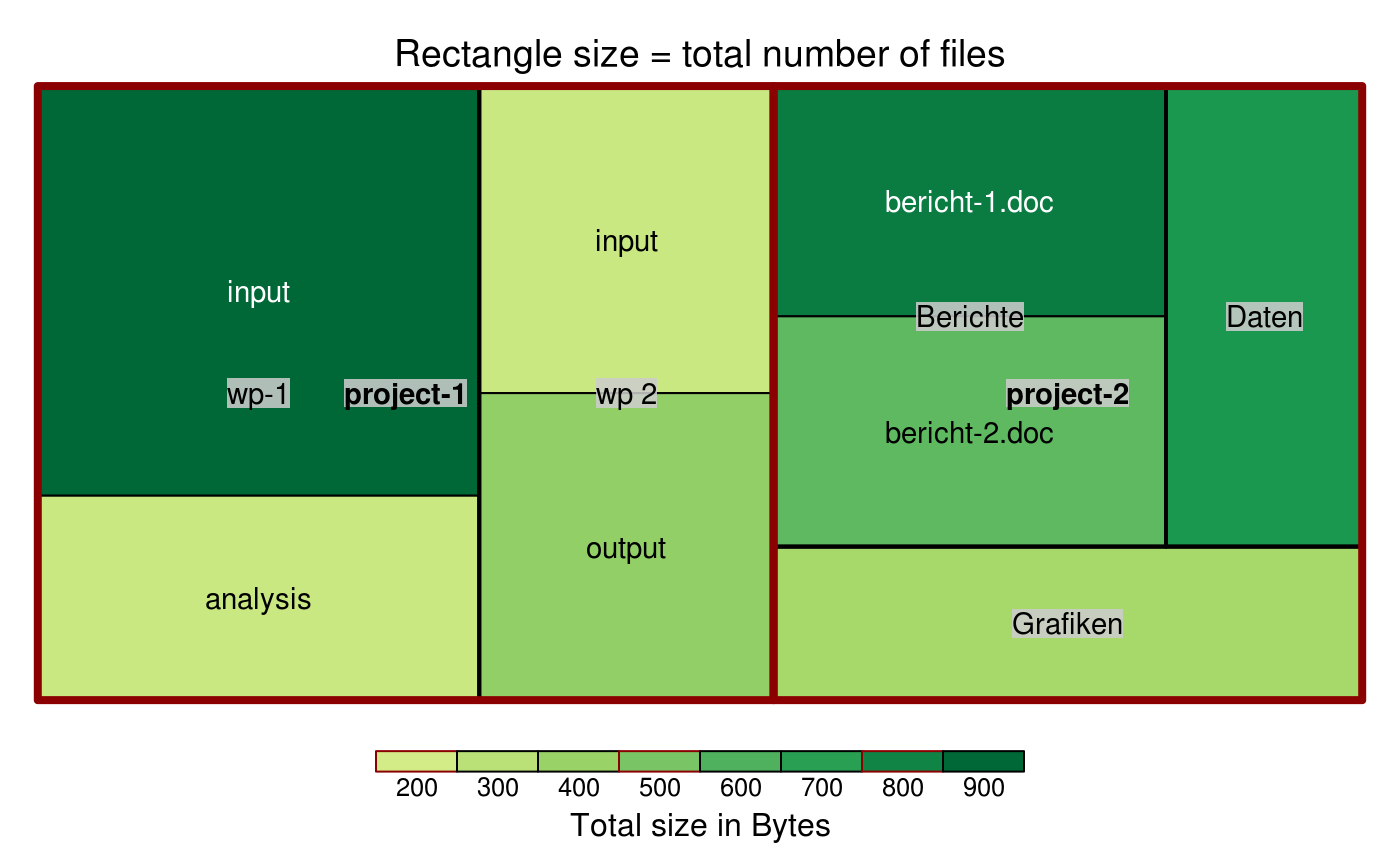 Rectangle size = total number of files
input
wp-1
project-1
analysis
input
wp 2
output
bericht-1.doc
Berichte
project-2
bericht-2.doc
Daten
Grafiken
200 300 400 500 600 700 800 900
Total size in Bytes